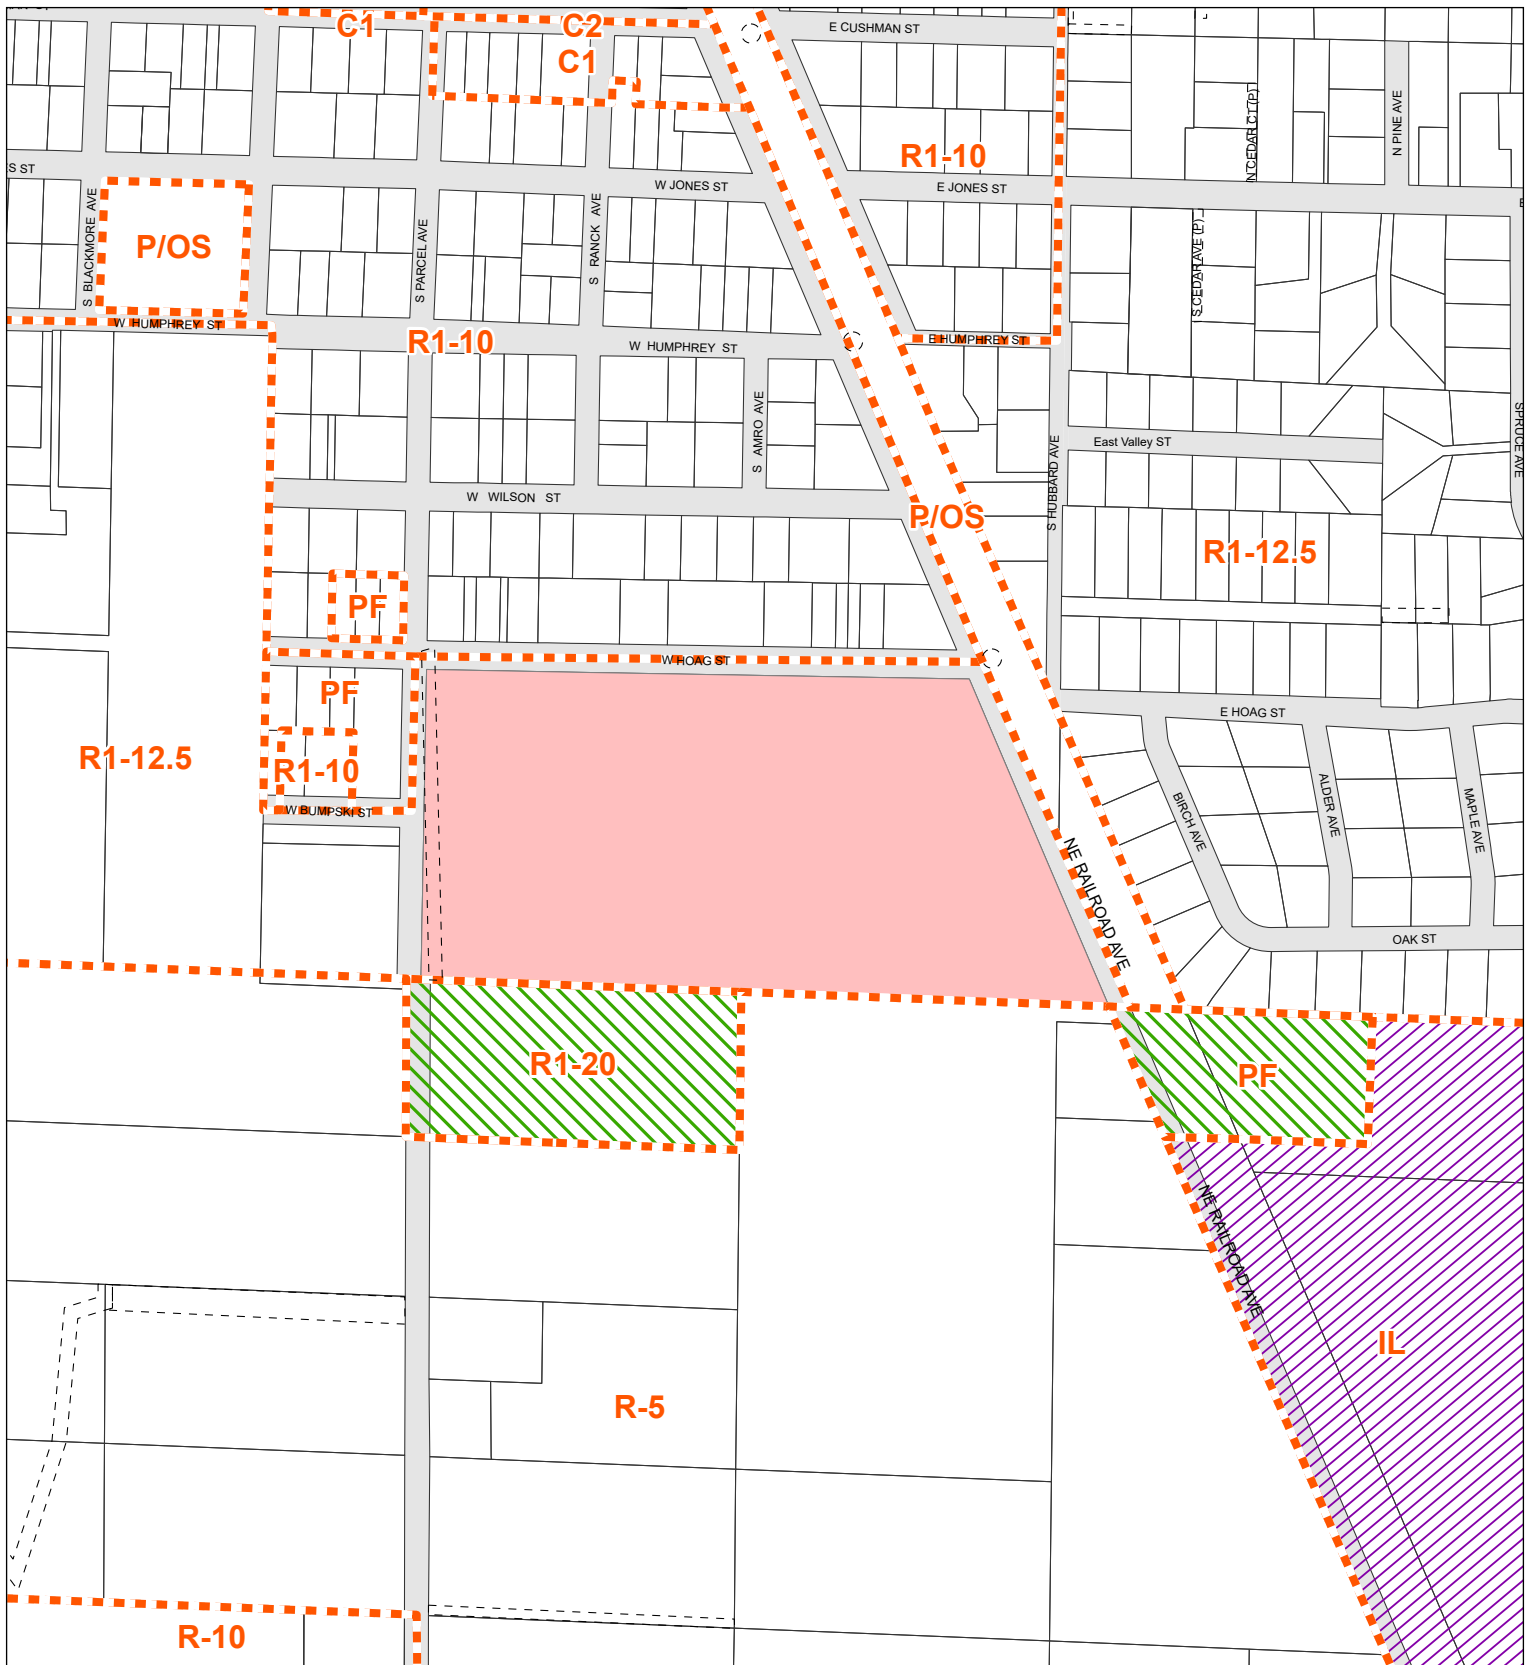 C1
C2
C1
E CUSHMAN ST
R1-10
N CEDAR CT (P)
N PINE AVE
S ST
W JONES ST
E JONES ST
S BLACKMORE AVE
P/OS
S PARCEL AVE
S RANCK AVE
S CEDAR AVE (P)
W HUMPHREY ST
R1-10
W HUMPHREY ST
E HUMPHREY ST
S AMRO AVE
S HUBBARD AVE
East Valley ST
SPRUCE AVE
W WILSON ST
P/OS
R1-12.5
PF
W HOAG ST
PF
E HOAG ST
R1-12.5
R1-10
W BUMPSKI ST
BIRCH AVE
ALDER AVE
MAPLE AVE
NE RAILROAD AVE
OAK ST
R1-20
PF
NE RAILROAD AVE
IL
R-5
R-10